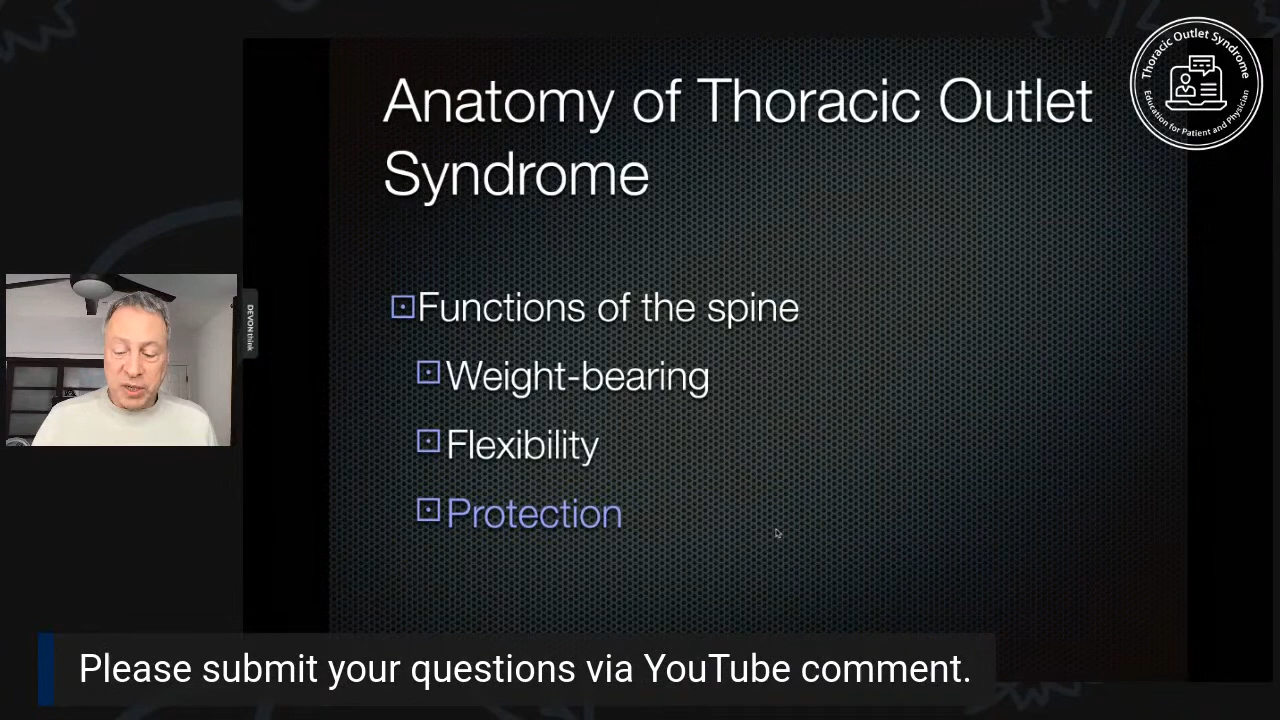 Anatomy of Thoracic Outlet
Syndrome
Thoracic Outlet Syndrome
Education for Patient and Physician
Functions of the spine
Weight-bearing
Flexibility
Protection
DEVONthink
Please submit your questions via YouTube comment.